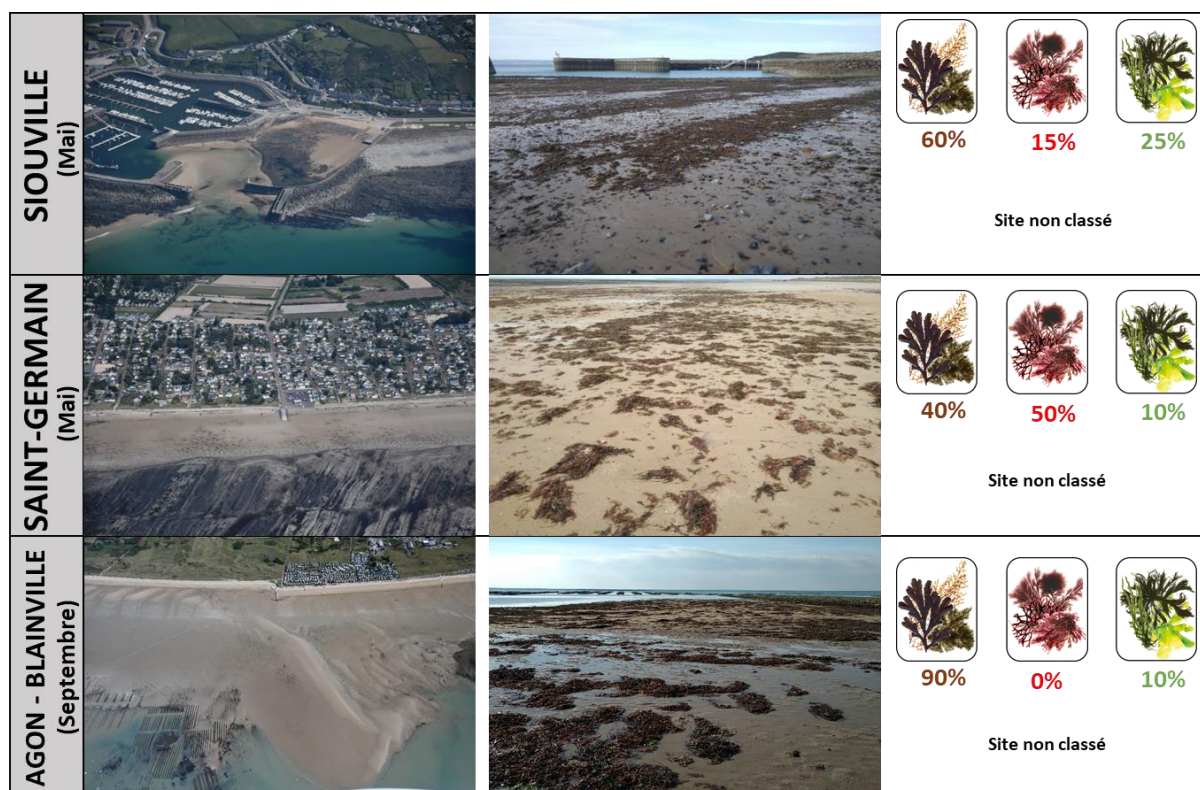 SIOUVILLE
(Mai)
60%
15%
25%
Site non classé
SAINT-GERMAIN
(Mai)
40%
50%
10%
Site non classé
AGON - BLAINVILLE
(Septembre)
90%
0%
10%
Site non classé